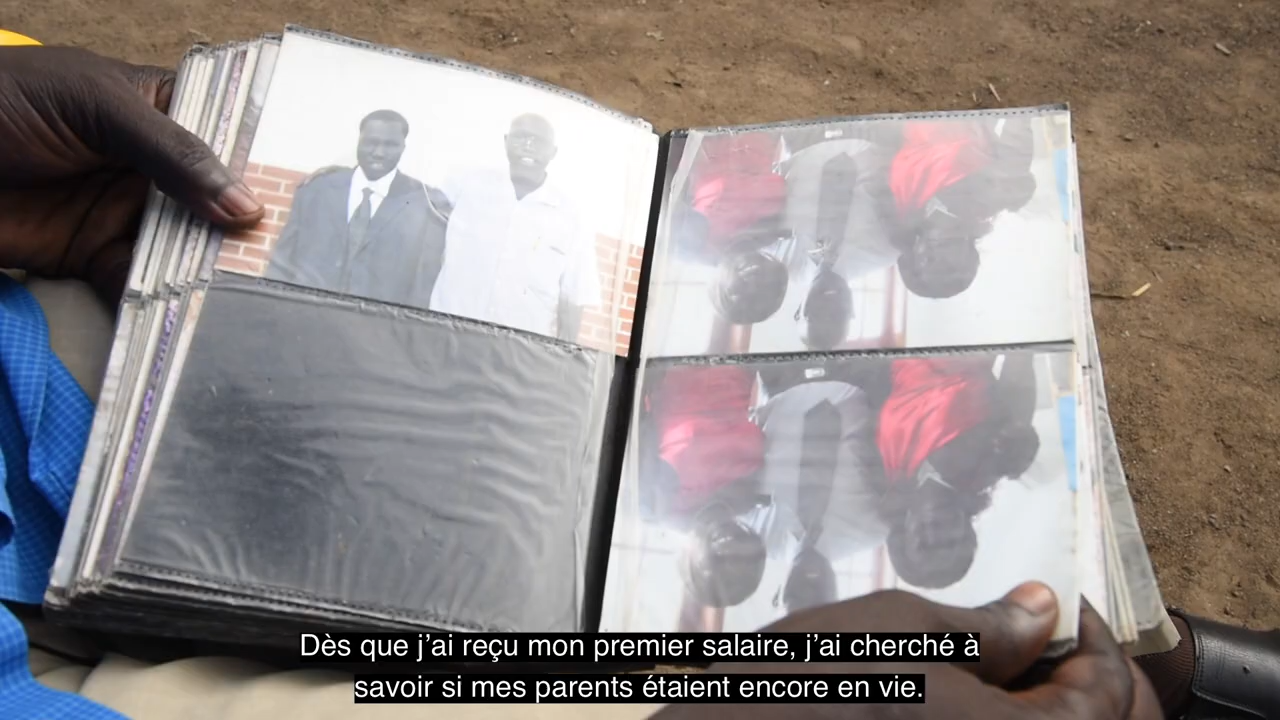 Dès que j’ai reçu mon premier salaire, j’ai cherché à
savoir si mes parents étaient encore en vie.